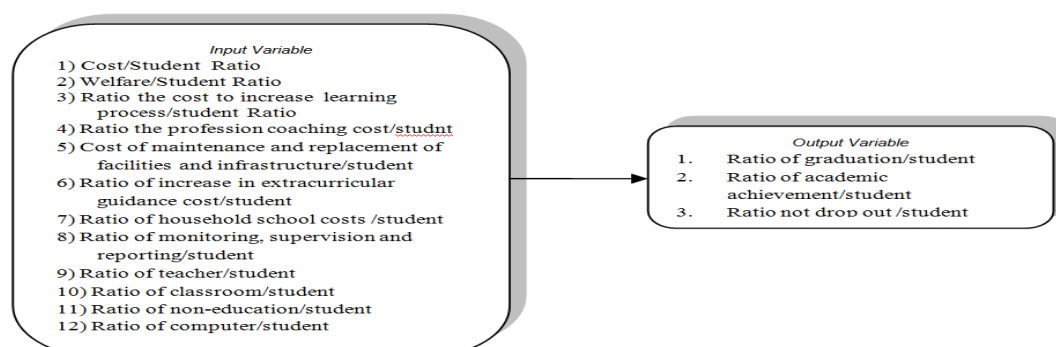 Input Variable
1) Cost/Student Ratio
2) Welfare/Student Ratio
3) Ratio the cost to increase learning
process/student Ratio
4) Ratio the profession coaching cost/studnt
5) Cost of maintenance and replacement of
facilities and infrastructure/student
6) Ratio of increase in extracurricular
guidance cost/student
7) Ratio of household school costs /student
8) Ratio of monitoring, supervision and
reporting/student
9) Ratio of teacher/student
10) Ratio of classroom/student
11) Ratio of non-education/student
12) Ratio of computer/student
Output Variable
1. Ratio of graduation/student
2. Ratio of academic
achievement/student
3. Ratio not drop out /student